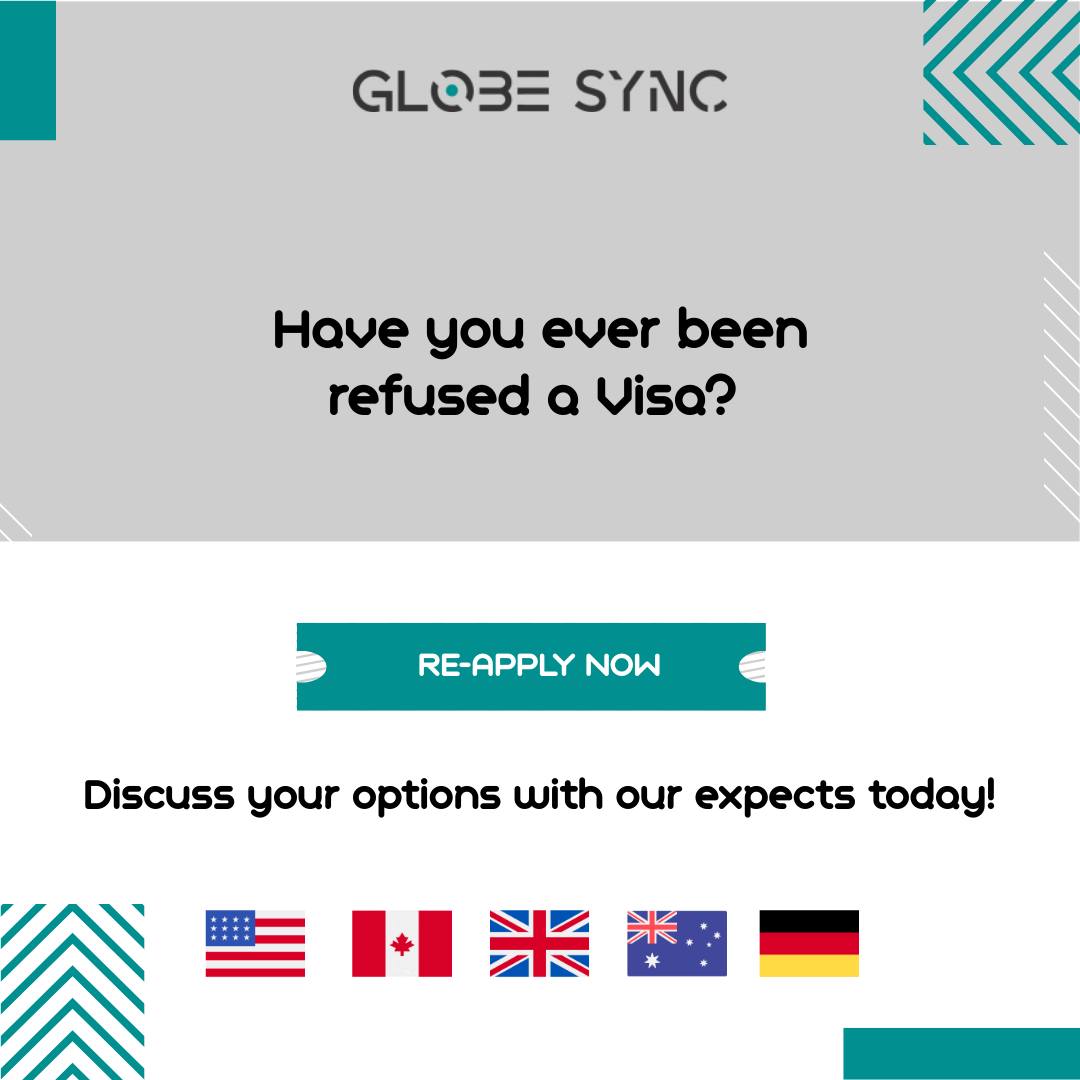 GLOBE SYNC
Have you ever been
refused a Visa?
RE-APPLY NOW
Discuss your options with our expects today!